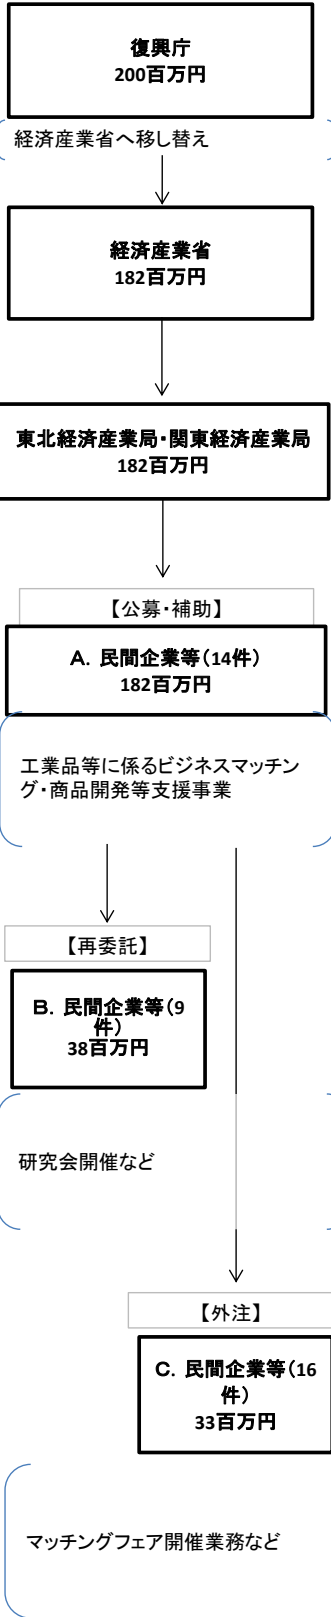 復興庁
200百万円
経済産業省へ移し替え
経済産業省
182百万円
東北経済産業局・関東経済産業局
182百万円
【公募・補助】
A．民間企業等(14件)
182百万円
工業品等に係るビジネスマッチン
グ・商品開発等支援事業
【再委託】
B．民間企業等(9
件)
38百万円
研究会開催など
【外注】
C．民間企業等(16
件)
33百万円
マッチングフェア開催業務など